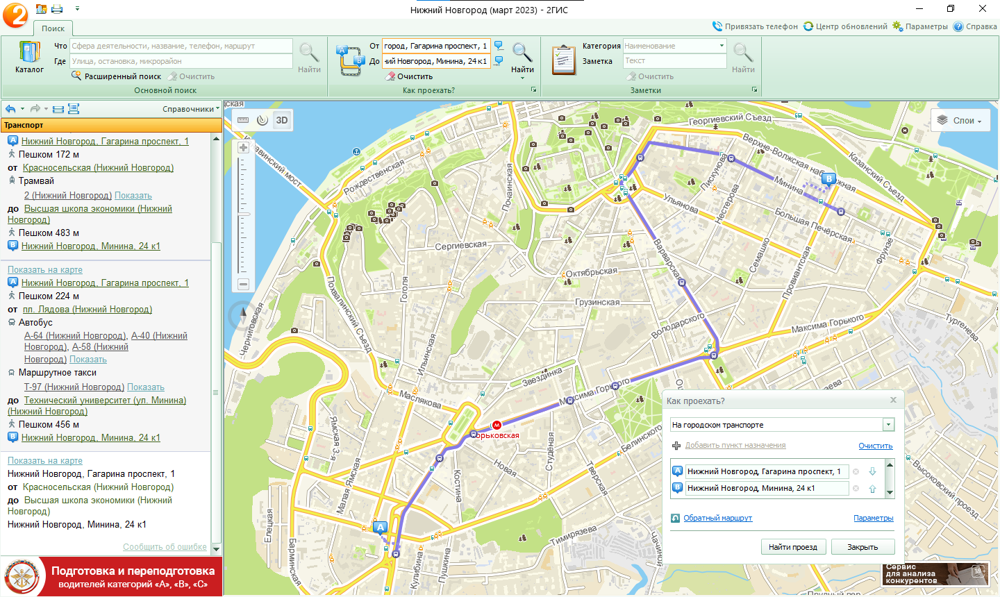 Нижний Новгород (март 2023) - 2ГИС
Поиск
Привязать телефон
Центр обновлений
Параметры
Справка
Каталог
Что
Сфера деятельности, название, телефон, маршрут
Где
Улица, остановка, микрорайон
Расширенный поиск
Очистить
Найти
Основной поиск
От
город, Гагарина проспект, 1
До
ний Новгород, Минина, 24 к1
Очистить
Найти
Как проехать?
Категория
Наименование
Заметка
Текст
Очистить
Найти
Заметки
Справочники
Транспорт
A Нижний Новгород, Гагарина проспект, 1
Пешком 172 м
от Красносельская (Нижний Новгород)
Трамвай
2 (Нижний Новгород) Показать
до Высшая школа экономики (Нижний
Новгород)
Пешком 483 м
B Нижний Новгород, Минина, 24 к1
Показать на карте
A Нижний Новгород, Гагарина проспект, 1
Пешком 224 м
от пл. Лядова (Нижний Новгород)
Автобус
А-64 (Нижний Новгород), А-40 (Нижний
Новгород), А-58 (Нижний
Новгород) Показать
Маршрутное такси
Т-97 (Нижний Новгород) Показать
до Технический университет (ул. Минина)
(Нижний Новгород)
Пешком 456 м
B Нижний Новгород, Минина, 24 к1
Показать на карте
Нижний Новгород, Гагарина проспект, 1
от Красносельская (Нижний Новгород)
до Высшая школа экономики (Нижний
Новгород)
Нижний Новгород, Минина, 24 к1
Сообщить об ошибке
Подготовка и переподготовка
водителей категорий «А», «В», «С»
3D
Слои
ская
Георгиевский Съезд
Верхне-Волжская набережная
Казанский Съезд
Рождественская
Почаинская
Пискунова
Минина
B
Ульянова
Нестерова
Большая Печёрская
Сергиевская
Варварская
Семашко
Фрунзе
Октябрьская
Провиантская
Гоголя
Похвалинский Съезд
Грузинская
Черниговская
Володарского
Максима Горького
Тургенева
Ильинская
Звездинка
Максима Горького
Маслякова
М
Горьковская
Ямская 3-я
Белинского
Студёная
Новая
Тверская
Костина
Малая Ямская
Высоковский проезд
A
Елецкая
Тимирязева
Барминская
Кулибина
Пушкина
Как проехать?
На городском транспорте
Добавить пункт назначения
Очистить
A Нижний Новгород, Гагарина проспект, 1
B Нижний Новгород, Минина, 24 к1
Обратный маршрут
Параметры
Найти проезд
Закрыть
Сервис
для анализа
конкурентов
18+